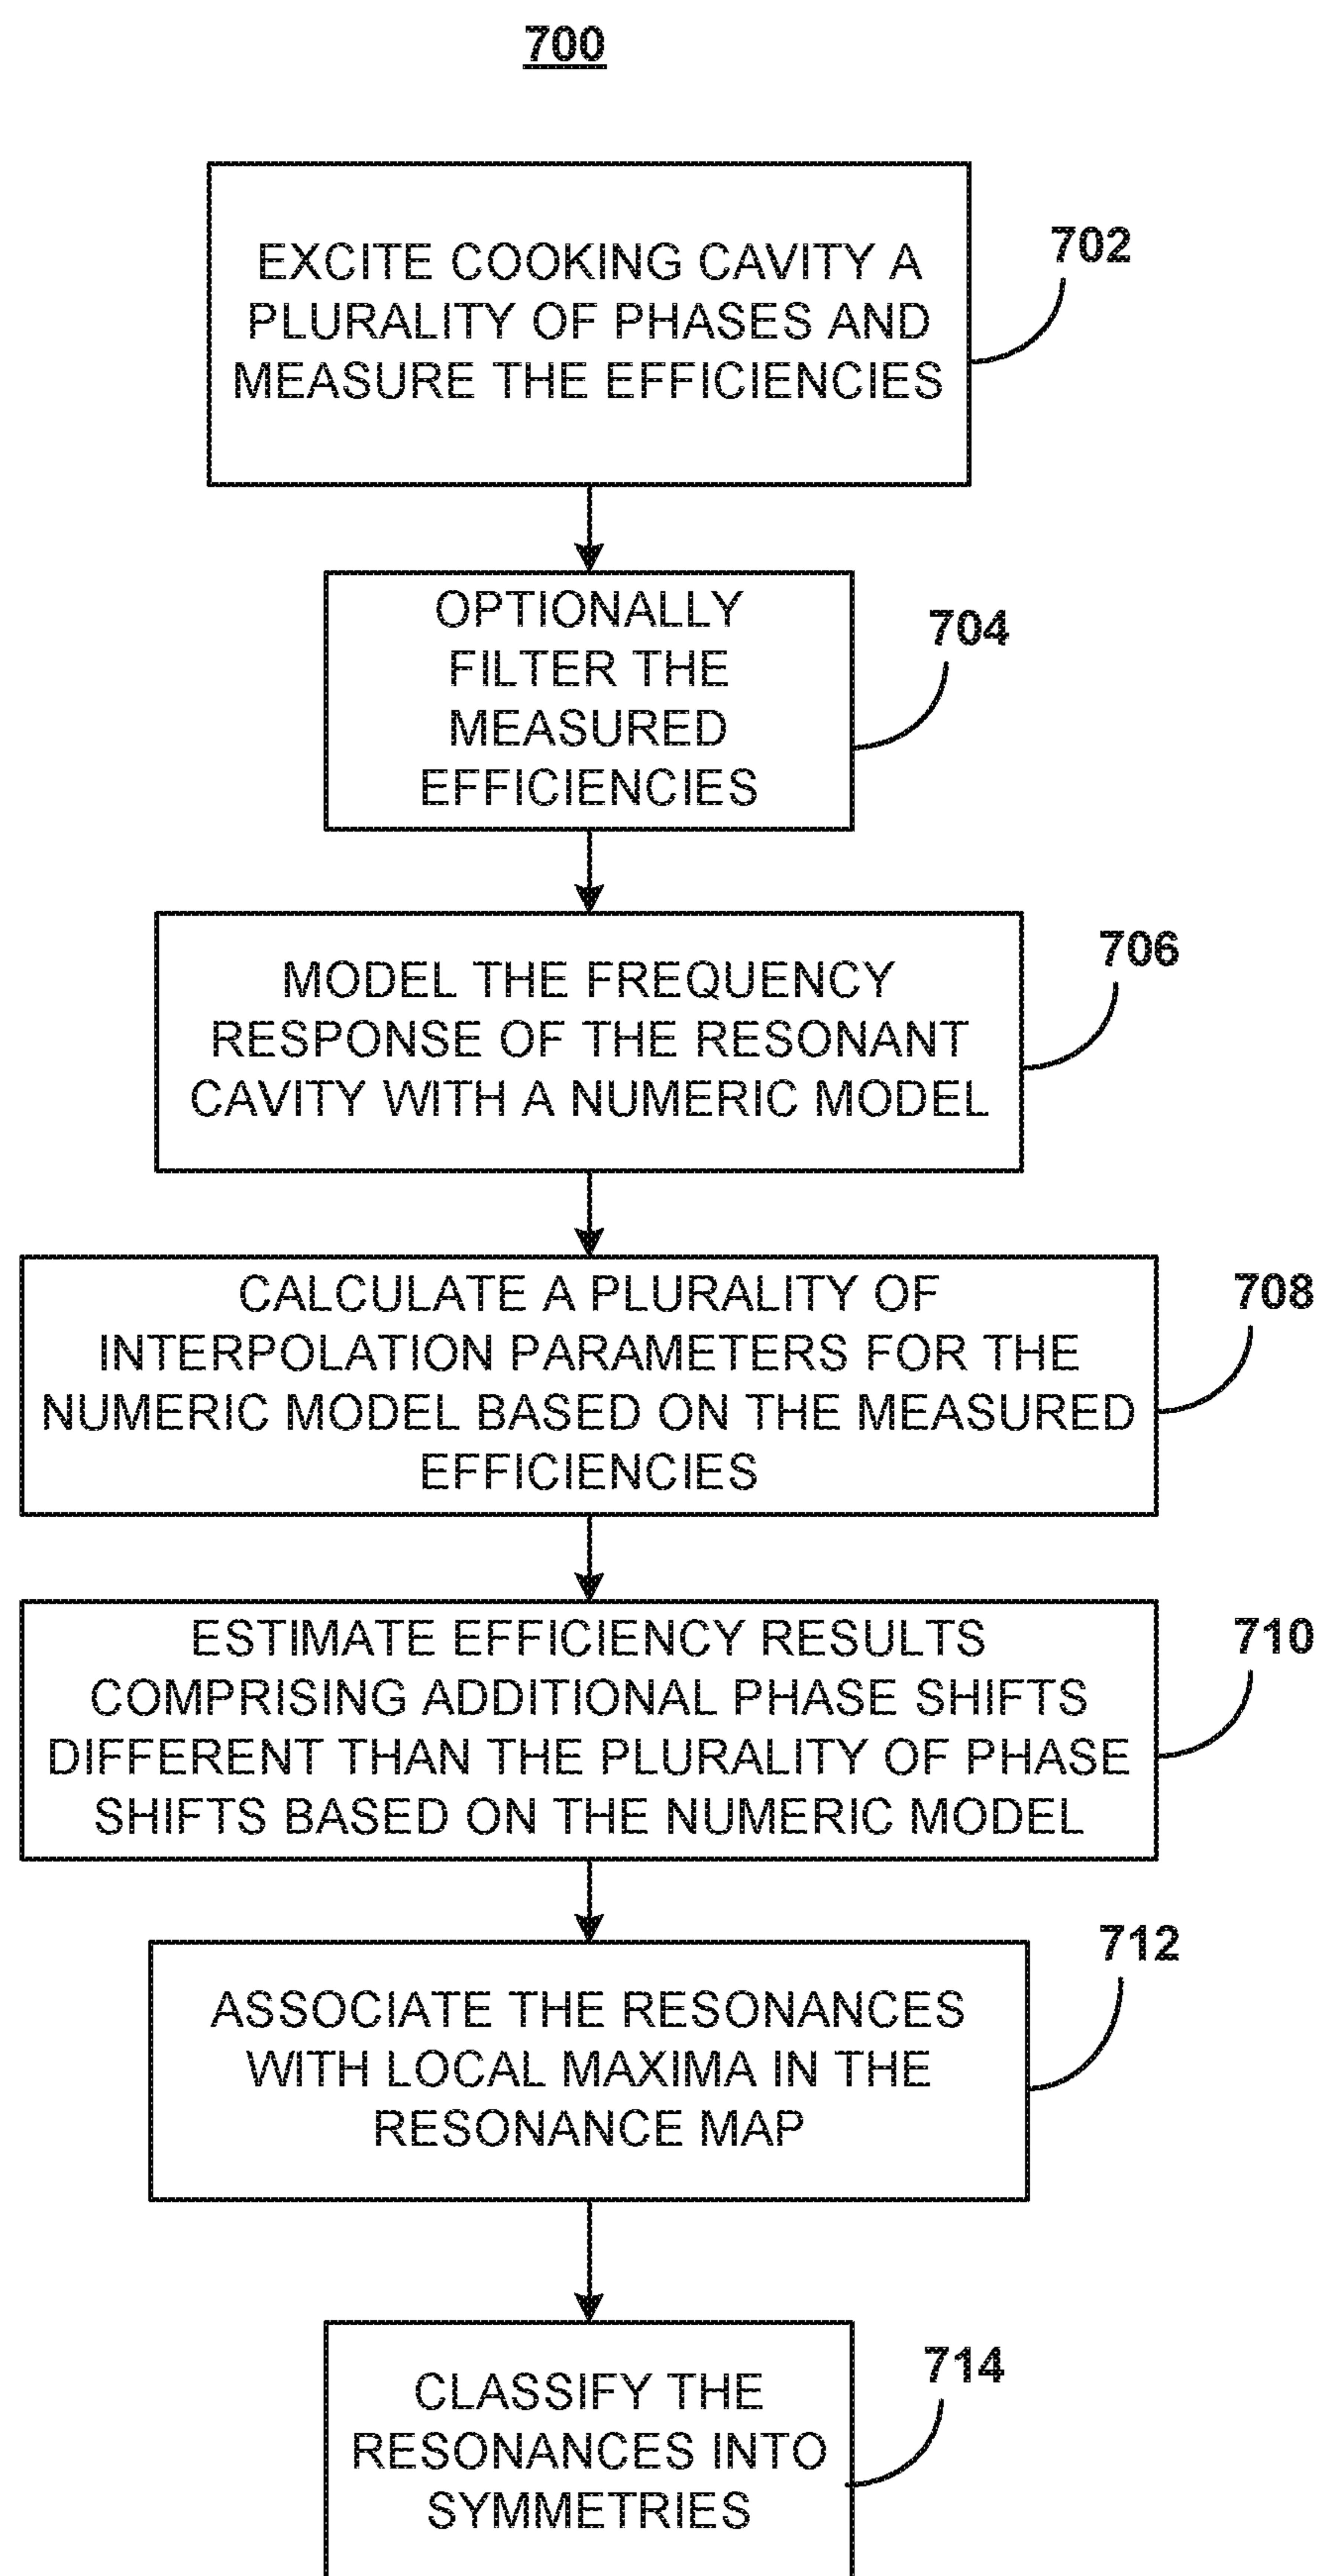 700
EXCITE COOKING CAVITY A
PLURALITY OF PHASES AND
MEASURE THE EFFICIENCIES
702
OPTIONALLY
FILTER THE
MEASURED
EFFICIENCIES
704
MODEL THE FREQUENCY
RESPONSE OF THE RESONANT
CAVITY WITH A NUMERIC MODEL
706
CALCULATE A PLURALITY OF
INTERPOLATION PARAMETERS FOR THE
NUMERIC MODEL BASED ON THE MEASURED
EFFICIENCIES
708
ESTIMATE EFFICIENCY RESULTS
COMPRISING ADDITIONAL PHASE SHIFTS
DIFFERENT THAN THE PLURALITY OF PHASE
SHIFTS BASED ON THE NUMERIC MODEL
710
ASSOCIATE THE RESONANCES
WITH LOCAL MAXIMA IN THE
RESONANCE MAP
712
CLASSIFY THE
RESONANCES INTO
SYMMETRIES
714